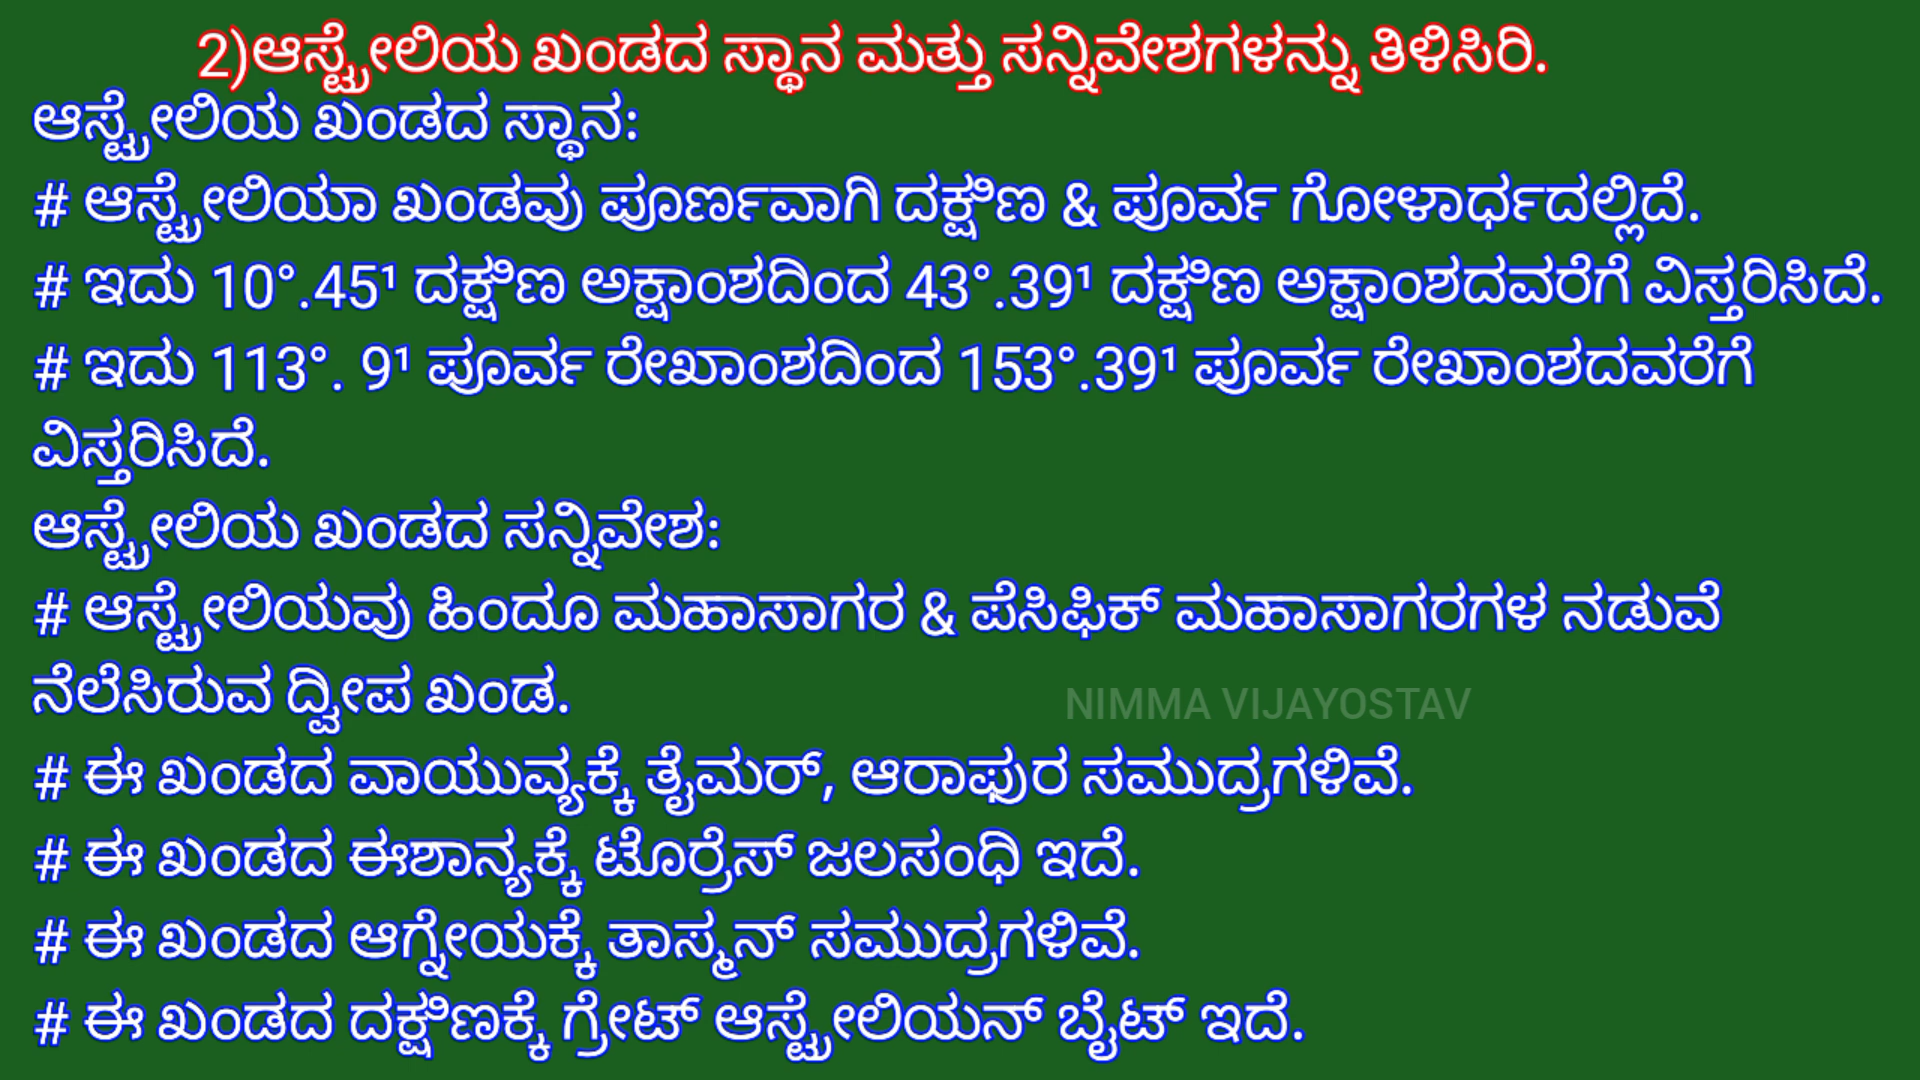 2)ಆಸ್ಟ್ರೇಲಿಯ ಖಂಡದ ಸ್ಥಾನ ಮತ್ತು ಸನ್ನಿವೇಶಗಳನ್ನು ತಿಳಿಸಿರಿ.
ಆಸ್ಟ್ರೇಲಿಯ ಖಂಡದ ಸ್ಥಾನ:
# ಆಸ್ಟ್ರೇಲಿಯಾ ಖಂಡವು ಪೂರ್ಣವಾಗಿ ದಕ್ಷಿಣ & ಪೂರ್ವ ಗೋಳಾರ್ಧದಲ್ಲಿದೆ.
# ಇದು 10°.45¹ ದಕ್ಷಿಣ ಅಕ್ಷಾಂಶದಿಂದ 43°.39¹ ದಕ್ಷಿಣ ಅಕ್ಷಾಂಶದವರೆಗೆ ವಿಸ್ತರಿಸಿದೆ.
# ಇದು 113°. 9¹ ಪೂರ್ವ ರೇಖಾಂಶದಿಂದ 153°.39¹ ಪೂರ್ವ ರೇಖಾಂಶದವರೆಗೆ
ವಿಸ್ತರಿಸಿದೆ.
ಆಸ್ಟ್ರೇಲಿಯ ಖಂಡದ ಸನ್ನಿವೇಶ:
# ಆಸ್ಟ್ರೇಲಿಯವು ಹಿಂದೂ ಮಹಾಸಾಗರ & ಪೆಸಿಫಿಕ್ ಮಹಾಸಾಗರಗಳ ನಡುವೆ
ನೆಲೆಸಿರುವ ದ್ವೀಪ ಖಂಡ.
NIMMA VIJAYOSTAV
# ಈ ಖಂಡದ ವಾಯುವ್ಯಕ್ಕೆ ತೈಮರ್, ಆರಾಫುರ ಸಮುದ್ರಗಳಿವೆ.
# ಈ ಖಂಡದ ಈಶಾನ್ಯಕ್ಕೆ ಟೊರ್ರೆಸ್ ಜಲಸಂಧಿ ಇದೆ.
# ಈ ಖಂಡದ ಆಗ್ನೇಯಕ್ಕೆ ತಾಸ್ಮನ್ ಸಮುದ್ರಗಳಿವೆ.
# ಈ ಖಂಡದ ದಕ್ಷಿಣಕ್ಕೆ ಗ್ರೇಟ್ ಆಸ್ಟ್ರೇಲಿಯನ್ ಬೈಟ್ ಇದೆ.